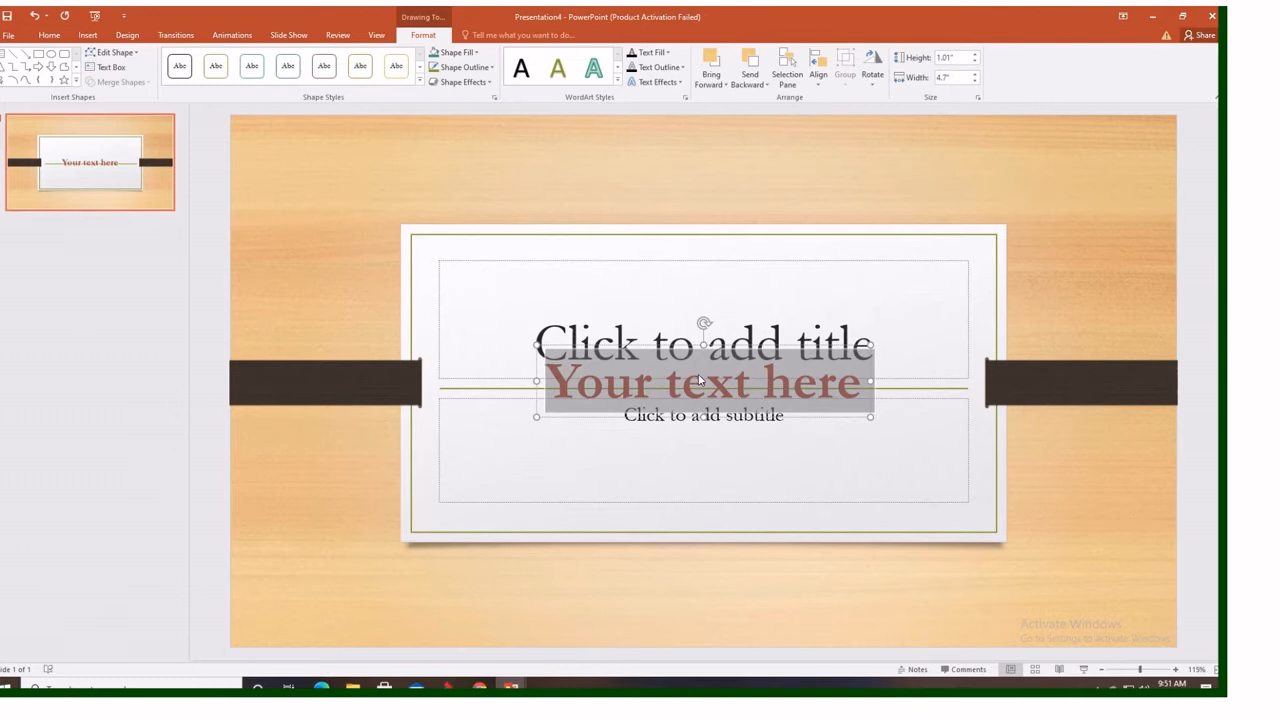 Drawing To...
Presentation4 - PowerPoint (Product Activation Failed)
File Home Insert Design Transitions Animations Slide Show Review View Format Tell me what you want to do... Share
Edit Shape
Text Box
Merge Shapes
Insert Shapes
Abc Abc Abc Abc Abc Abc Abc
Shape Fill
Shape Outline
Shape Effects
Shape Styles
A A A
Text Fill
Text Outline
Text Effects
WordArt Styles
Bring Forward
Send Backward
Selection Pane
Align
Group
Rotate
Arrange
Height: 1.01"
Width: 4.7"
Size
Your text here
Click to add title
Your text here
Click to add subtitle
Activate Windows
Go to Settings to activate Windows.
Slide 1 of 1
Notes Comments 115%
9:51 AM